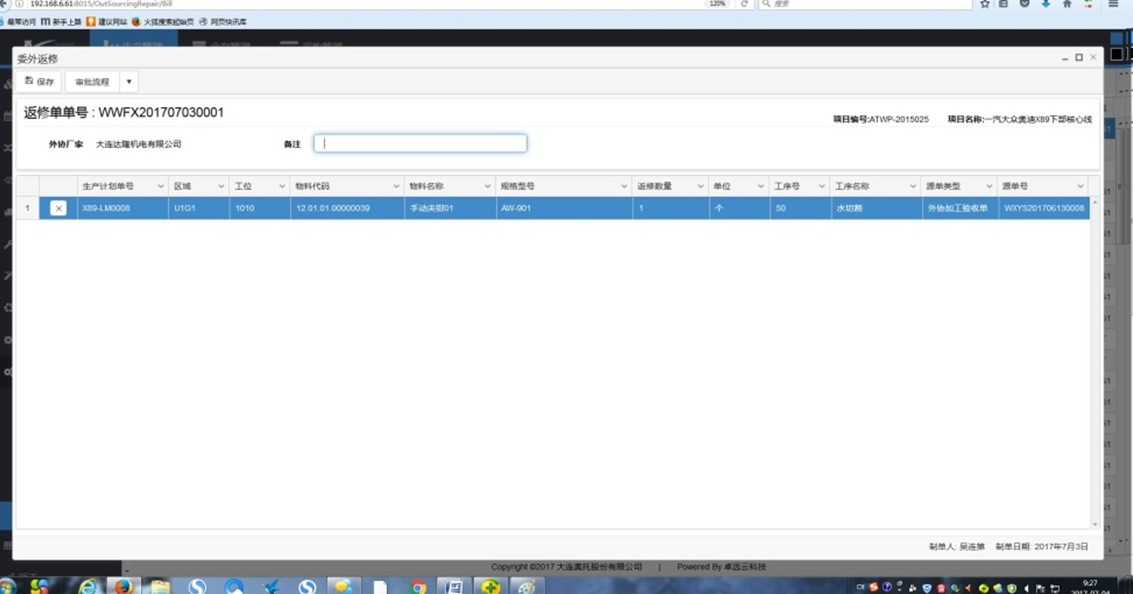 192.168.6.61:8015/OutSourcingRepair/Bill
120%
搜索
最常访问 新手上路 建议网站 火狐搜索起始页 网页快讯库
委外返修
保存 审批流程
返修单单号 : WWFX201707030001
项目编号:ATWP-2015025 项目名称:一汽大众奥迪X89下部核心线
外协厂家 大连达隆机电有限公司 备注
生产计划单号 区域 工位 物料代码 物料名称 规格型号 返修数量 单位 工序号 工序名称 源单类型 源单号
1 X89-LM0008 U1G1 1010 12.01.01.00000039 手动夹钳01 AW-901 1 个 50 水切割 外协加工验收单 WXYS201706130008
制单人: 吴连第 制单日期: 2017年7月3日
Copyright ©2017 大连奥托股份有限公司 | Powered By 卓远云科技
9:27